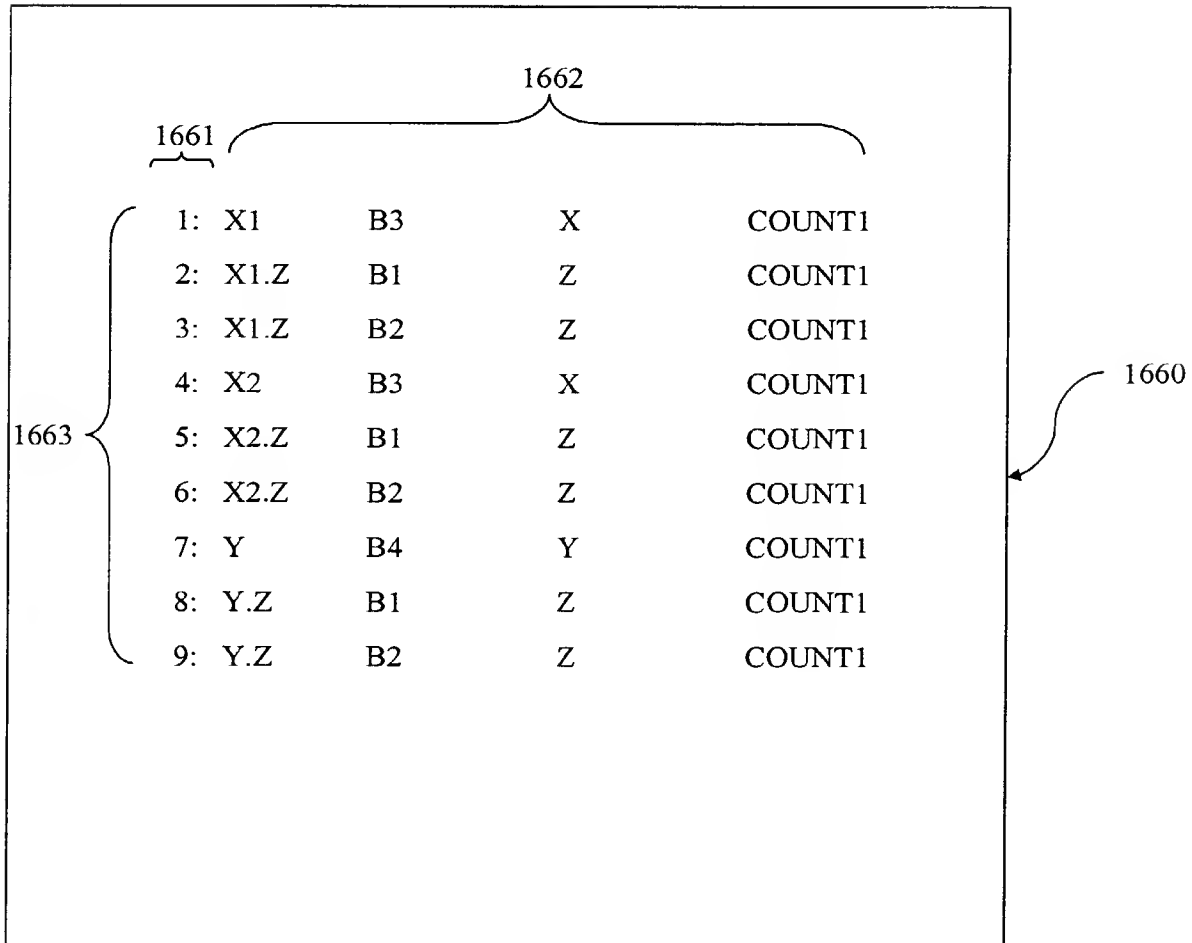 1662
1661
1: X1 B3 X COUNT1
2: X1.Z B1 Z COUNT1
3: X1.Z B2 Z COUNT1
4: X2 B3 X COUNT1
1660
1663
5: X2.Z B1 Z COUNT1
6: X2.Z B2 Z COUNT1
7: Y B4 Y COUNT1
8: Y.Z B1 Z COUNT1
9: Y.Z B2 Z COUNT1